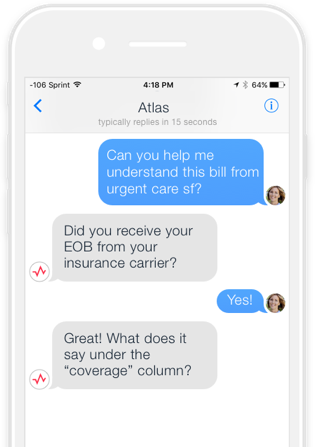 -106 Sprint 4:18 PM 64%
Atlas
typically replies in 15 seconds
Can you help me
understand this bill from
urgent care sf?
Did you receive your
EOB from your
insurance carrier?
Yes!
Great! What does it
say under the
“coverage” column?